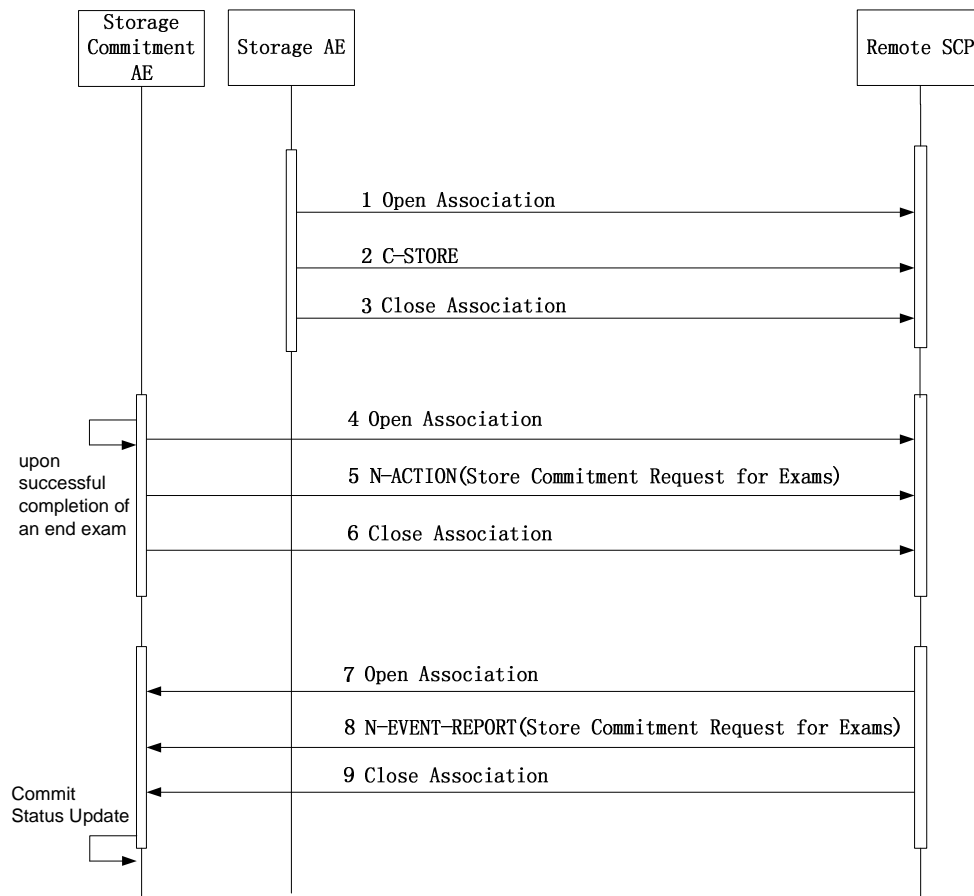 Storage
Commitment
AE
Storage AE
Remote SCP
1 Open Association
2 C-STORE
3 Close Association
4 Open Association
upon
successful
completion of
an end exam
5 N-ACTION(Store Commitment Request for Exams)
6 Close Association
7 Open Association
8 N-EVENT-REPORT(Store Commitment Request for Exams)
9 Close Association
Commit
Status Update